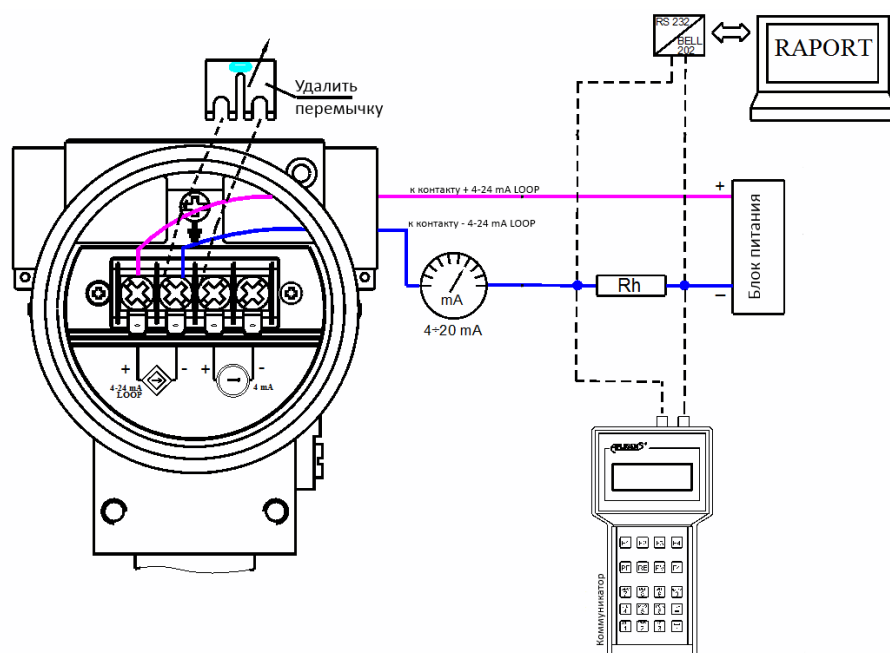 RS 232
BELL
202
RAPORT
Удалить
перемычку
к контакту + 4-24 mA LOOP
+
к контакту - 4-24 mA LOOP
Блок питания
mA
Rh
−
4÷20 mA
+ - + -
4-24 mA
LOOP
4 mA
Коммуникатор